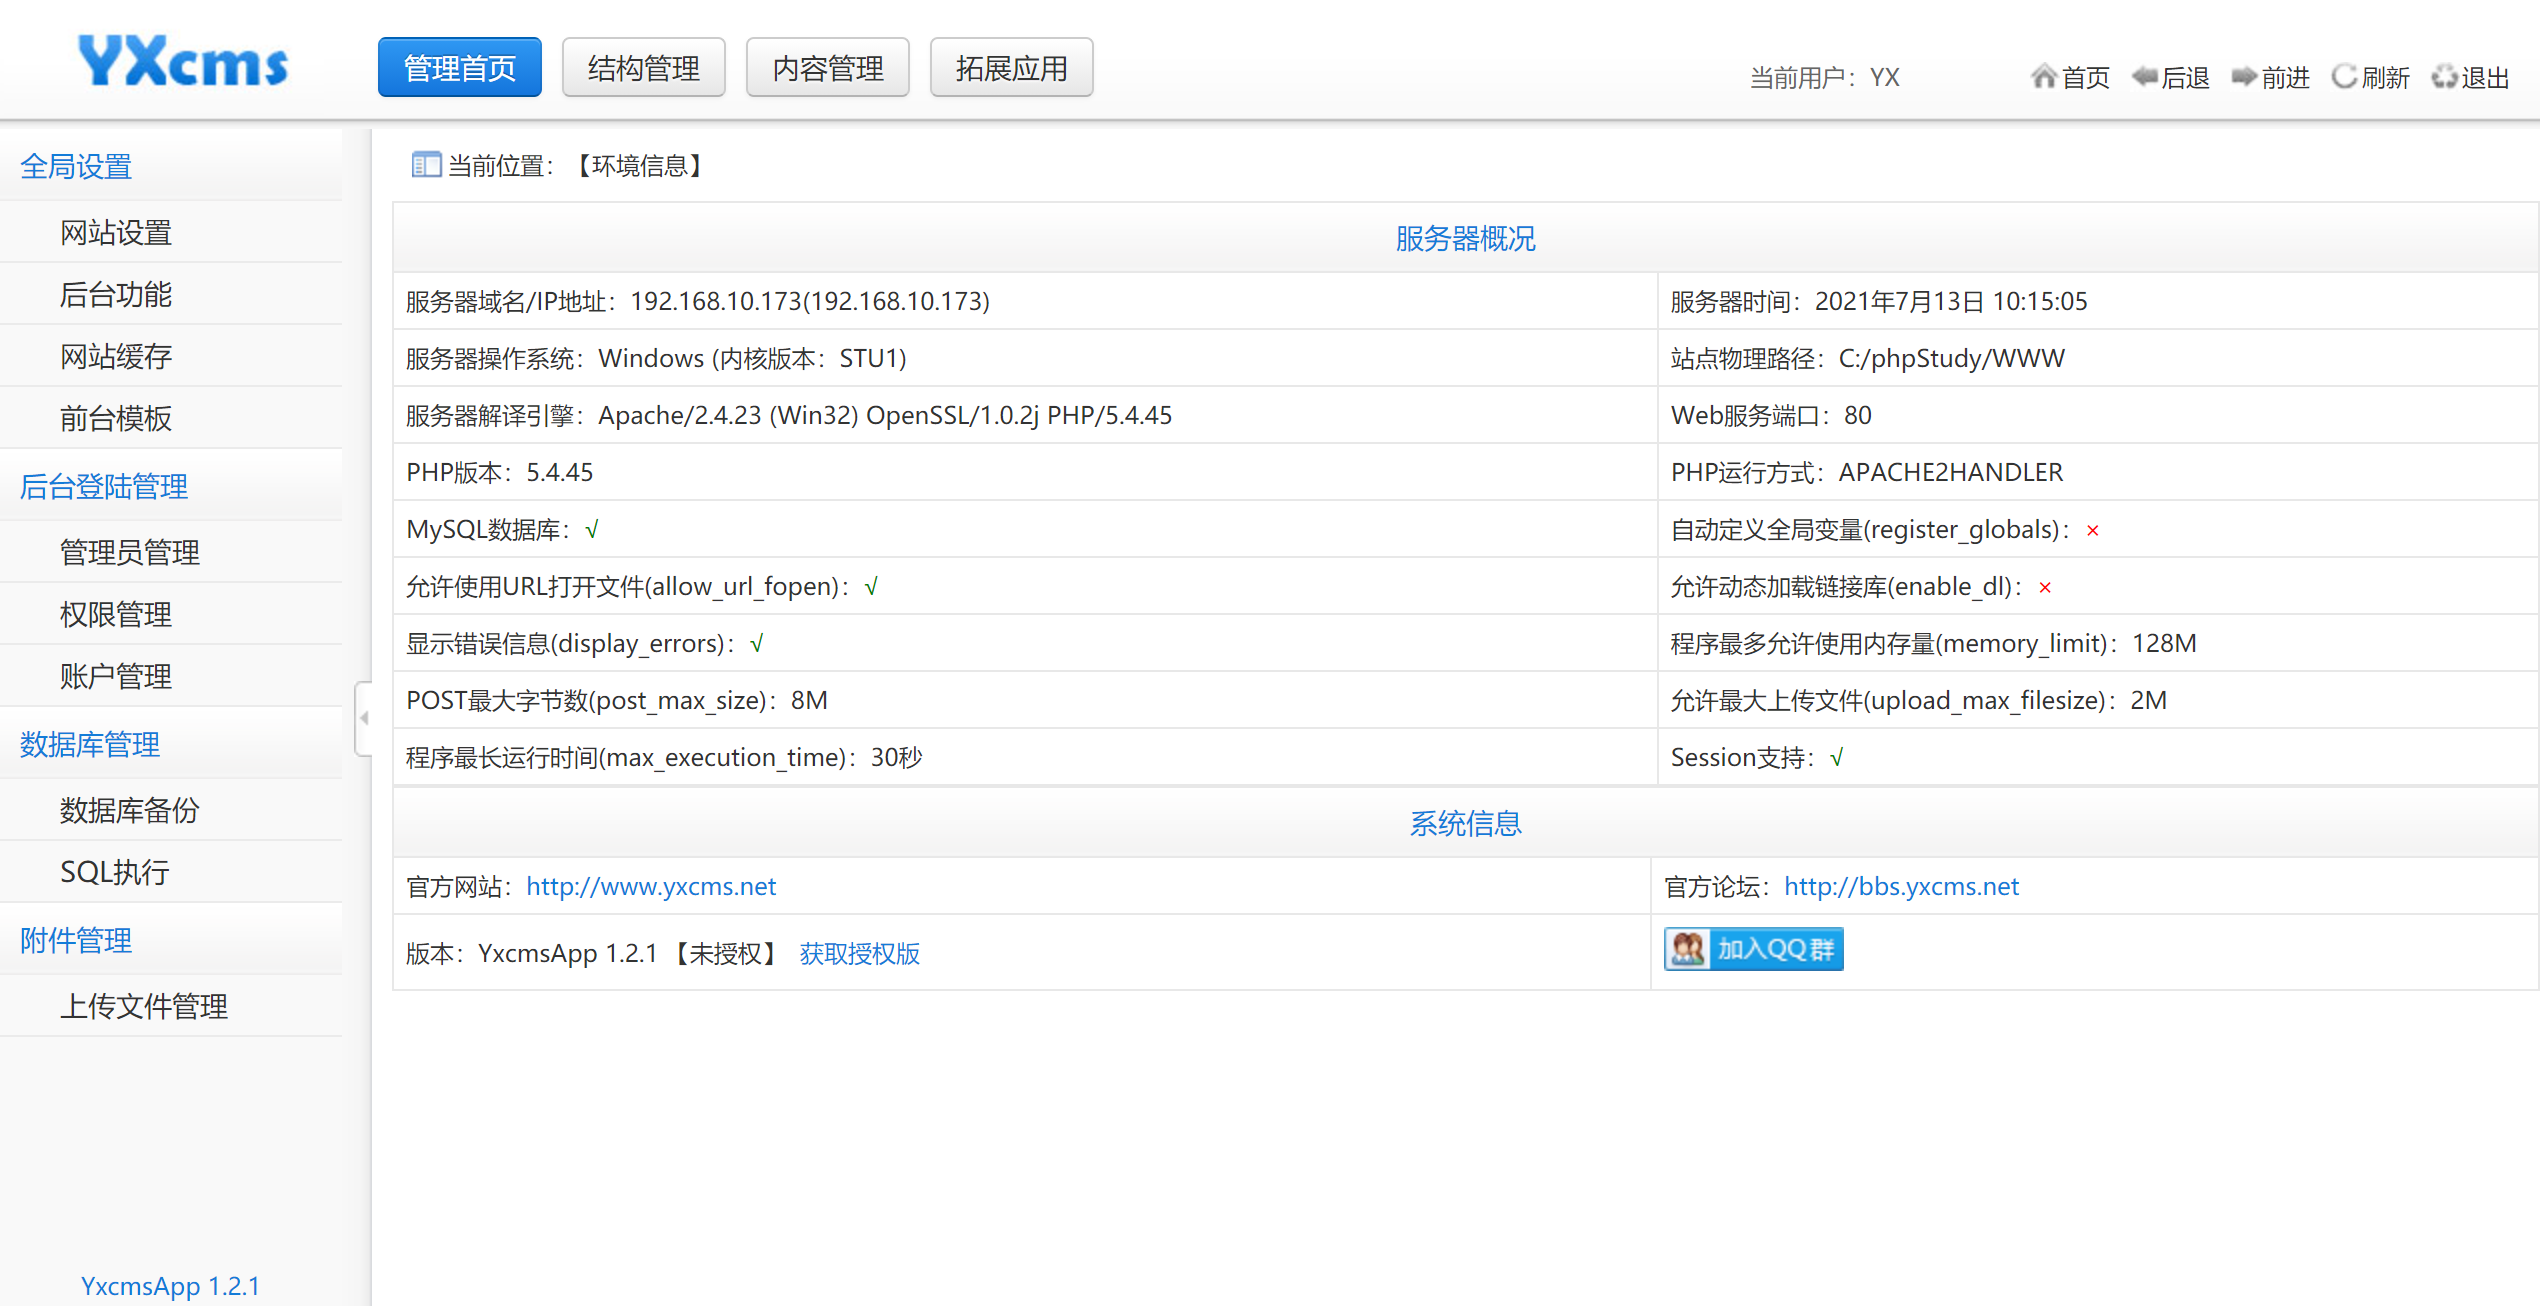 YXcms
管理首页 结构管理 内容管理 拓展应用
当前用户：YX 首页 后退 前进 刷新 退出
全局设置
网站设置
后台功能
网站缓存
前台模板
后台登陆管理
管理员管理
权限管理
账户管理
数据库管理
数据库备份
SQL执行
附件管理
上传文件管理
YxcmsApp 1.2.1
当前位置：【环境信息】
服务器概况
服务器域名/IP地址：192.168.10.173(192.168.10.173) 服务器时间：2021年7月13日 10:15:05
服务器操作系统：Windows (内核版本：STU1) 站点物理路径：C:/phpStudy/WWW
服务器解译引擎：Apache/2.4.23 (Win32) OpenSSL/1.0.2j PHP/5.4.45 Web服务端口：80
PHP版本：5.4.45 PHP运行方式：APACHE2HANDLER
MySQL数据库：√ 自动定义全局变量(register_globals)：×
允许使用URL打开文件(allow_url_fopen)：√ 允许动态加载链接库(enable_dl)：×
显示错误信息(display_errors)：√ 程序最多允许使用内存量(memory_limit)：128M
POST最大字节数(post_max_size)：8M 允许最大上传文件(upload_max_filesize)：2M
程序最长运行时间(max_execution_time)：30秒 Session支持：√
系统信息
官方网站：http://www.yxcms.net 官方论坛：http://bbs.yxcms.net
版本：YxcmsApp 1.2.1 【未授权】 获取授权版 加入QQ群